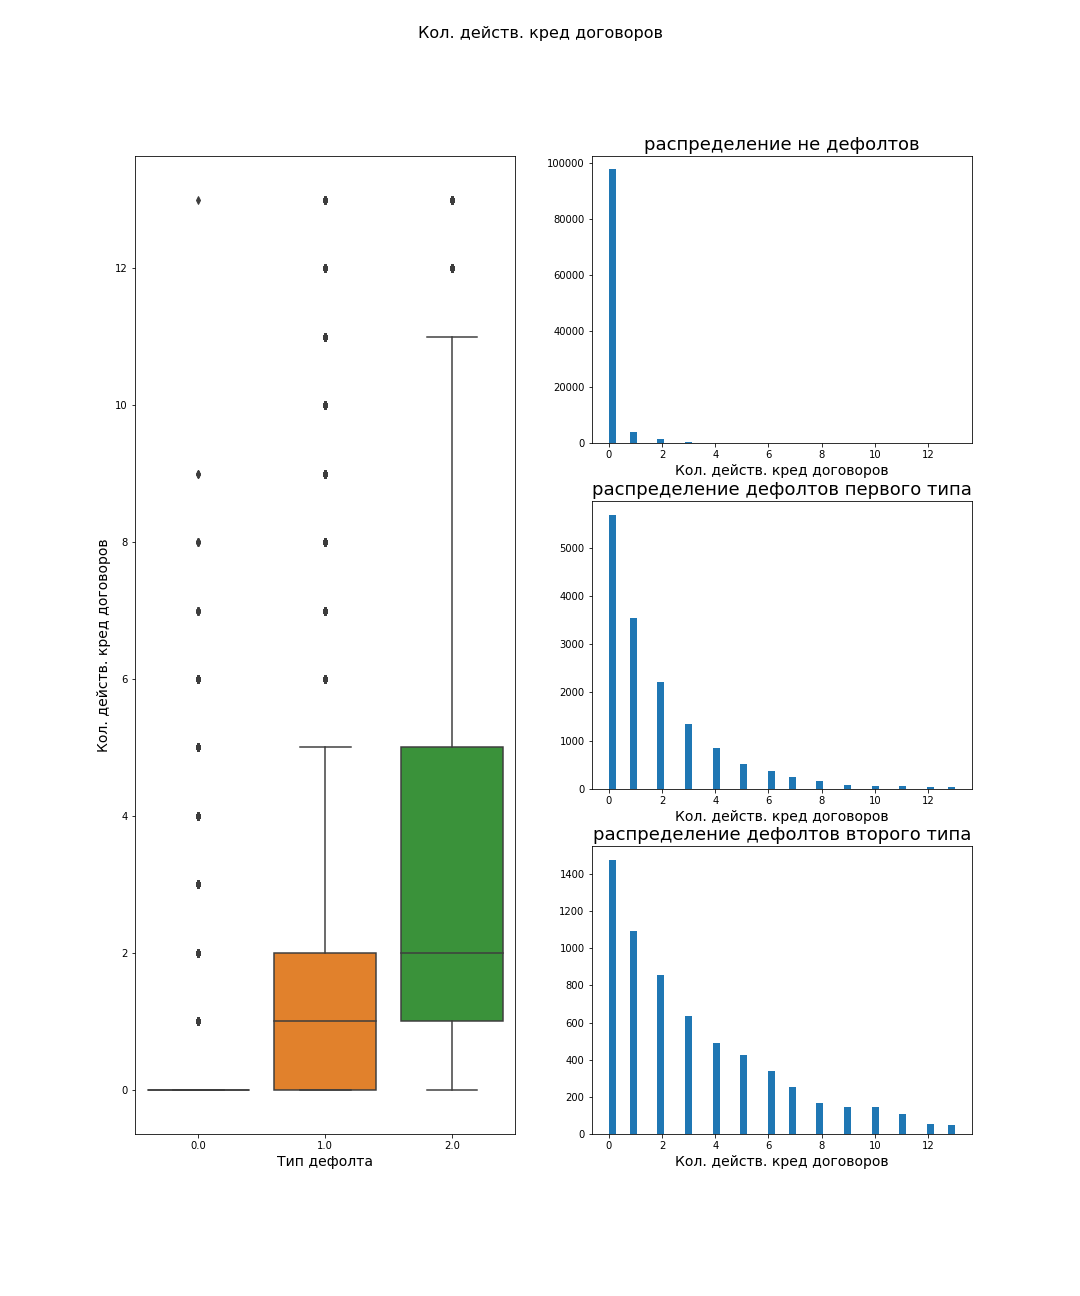 Кол. действ. кред договоров
Кол. действ. кред договоров
12
10
8
6
4
2
0
0.0 1.0 2.0
Тип дефолта
распределение не дефолтов
100000
80000
60000
40000
20000
0
0 2 4 6 8 10 12
Кол. действ. кред договоров
распределение дефолтов первого типа
5000
4000
3000
2000
1000
0
0 2 4 6 8 10 12
Кол. действ. кред договоров
распределение дефолтов второго типа
1400
1200
1000
800
600
400
200
0
0 2 4 6 8 10 12
Кол. действ. кред договоров